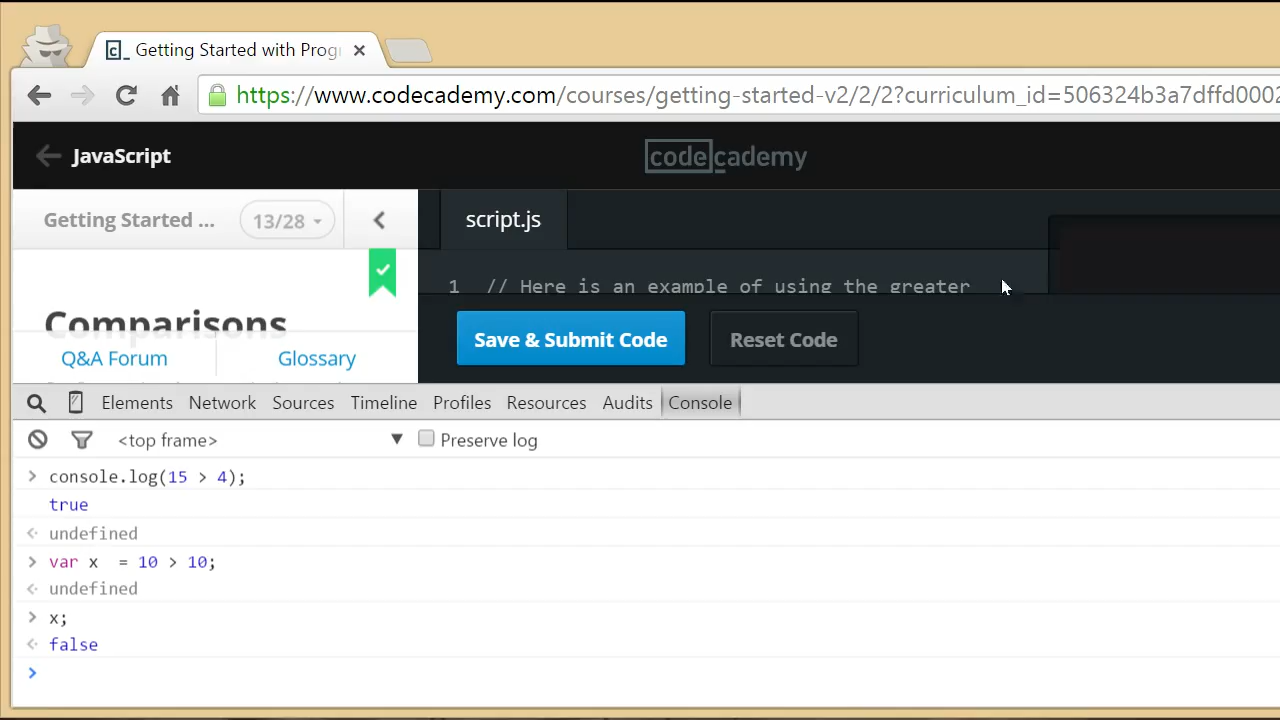 Getting Started with Prog
https://www.codecademy.com/courses/getting-started-v2/2/2?curriculum_id=506324b3a7dffd0002
JavaScript
codecademy
Getting Started ...
13/28
script.js
1 // Here is an example of using the greater
Comparisons
Save & Submit Code
Reset Code
Q&A Forum
Glossary
Elements Network Sources Timeline Profiles Resources Audits Console
<top frame>
Preserve log
> console.log(15 > 4);
true
undefined
> var x  = 10 > 10;
undefined
> x;
false
>